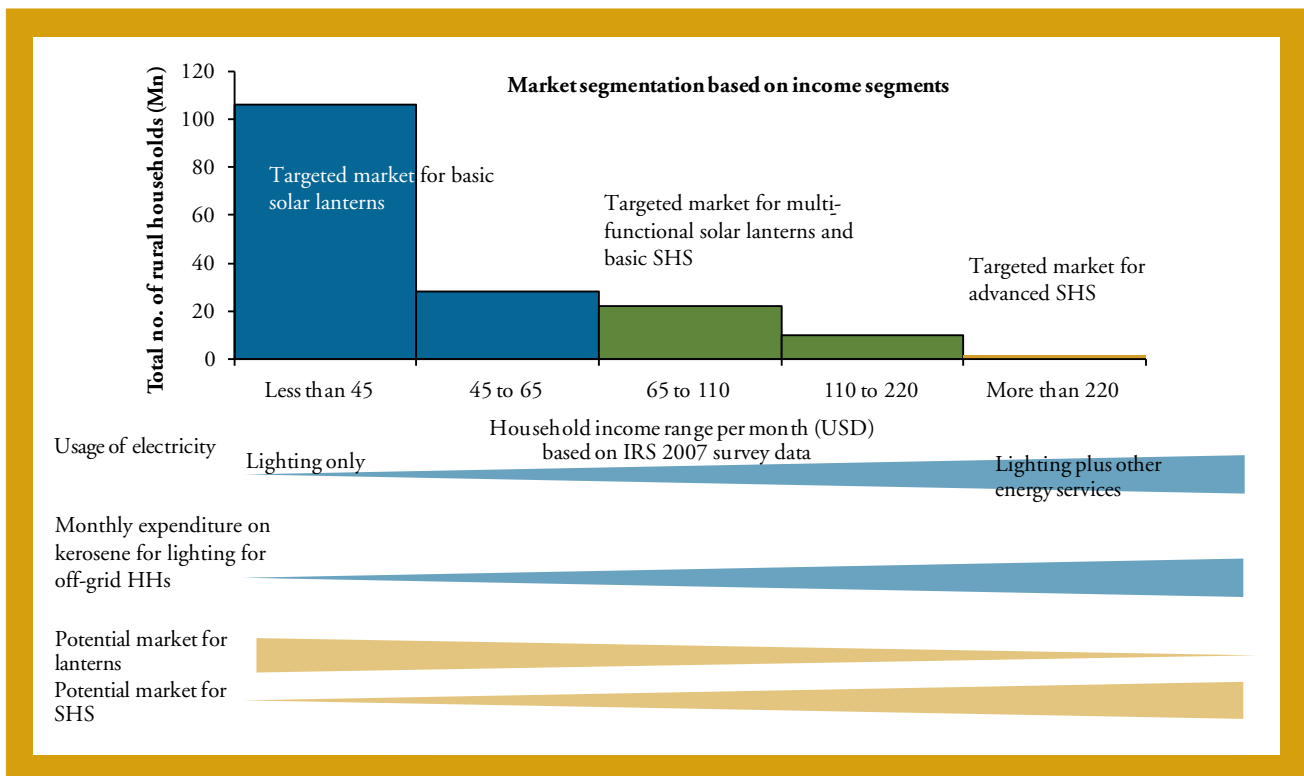 Market segmentation based on income segments
Total no. of rural households (Mn)
120
100
80
60
40
20
0
Targeted market for basic
solar lanterns
Targeted market for multi-
functional solar lanterns and
basic SHS
Targeted market for
advanced SHS
Less than 45
45 to 65
65 to 110
110 to 220
More than 220
Household income range per month (USD)
based on IRS 2007 survey data
Usage of electricity
Lighting only
Lighting plus other
energy services
Monthly expenditure on
kerosene for lighting for
off-grid HHs
Potential market for
lanterns
Potential market for
SHS